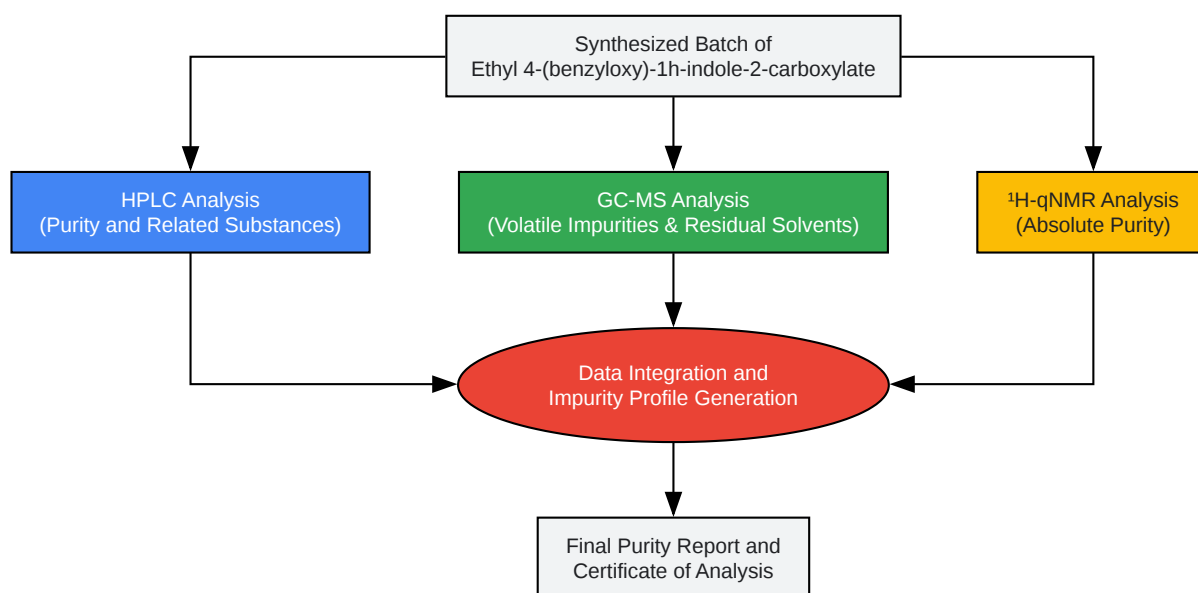 Synthesized Batch of
Ethyl 4-(benzyloxy)-1h-indole-2-carboxylate
HPLC Analysis
(Purity and Related Substances)
GC-MS Analysis
(Volatile Impurities & Residual Solvents)
¹H-qNMR Analysis
(Absolute Purity)
Data Integration and
Impurity Profile Generation
Final Purity Report and
Certificate of Analysis